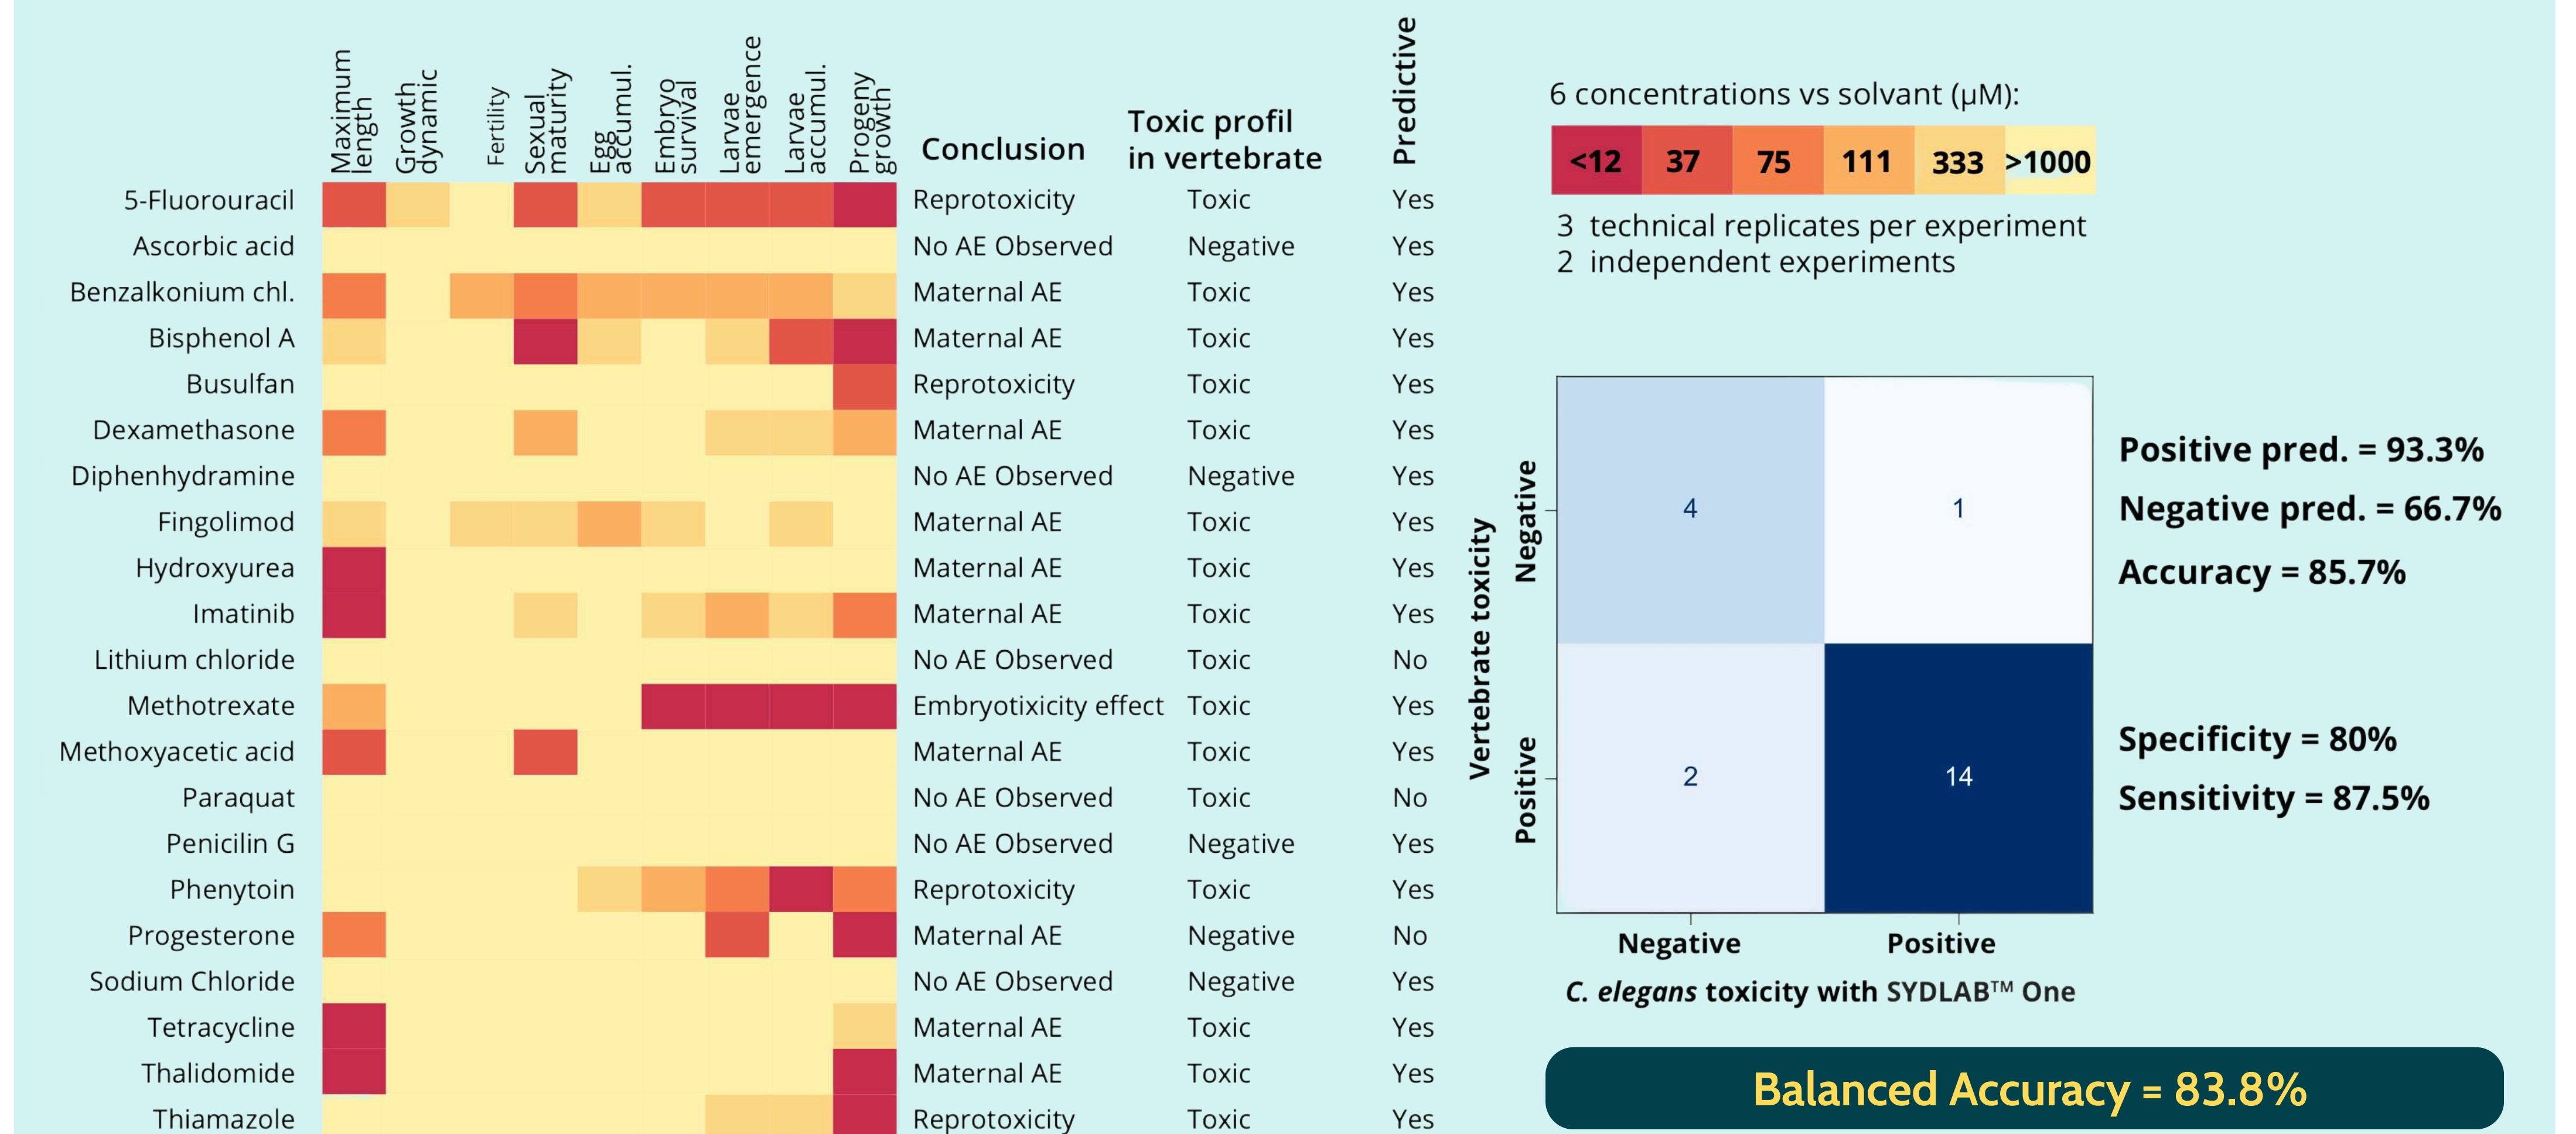 Maximum
length
Growth
dynamic
Fertility
Sexual
maturity
Egg
accumul.
Embryo
survival
Larvae
emergence
Larvae
accumul.
Progeny
growth
Conclusion
Toxic profil
in vertebrate
Predictive
5-Fluorouracil Reprotoxicity Toxic Yes
Ascorbic acid No AE Observed Negative Yes
Benzalkonium chl. Maternal AE Toxic Yes
Bisphenol A Maternal AE Toxic Yes
Busulfan Reprotoxicity Toxic Yes
Dexamethasone Maternal AE Toxic Yes
Diphenhydramine No AE Observed Negative Yes
Fingolimod Maternal AE Toxic Yes
Hydroxyurea Maternal AE Toxic Yes
Imatinib Maternal AE Toxic Yes
Lithium chloride No AE Observed Toxic No
Methotrexate Embryotixicity effect Toxic Yes
Methoxyacetic acid Maternal AE Toxic Yes
Paraquat No AE Observed Toxic No
Penicilin G No AE Observed Negative Yes
Phenytoin Reprotoxicity Toxic Yes
Progesterone Maternal AE Negative No
Sodium Chloride No AE Observed Negative Yes
Tetracycline Maternal AE Toxic Yes
Thalidomide Maternal AE Toxic Yes
Thiamazole Reprotoxicity Toxic Yes
6 concentrations vs solvant (µM):
<12 37 75 111 333 >1000
3 technical replicates per experiment
2 independent experiments
Vertebrate toxicity
Negative
Positive
4 1
2 14
Negative Positive
C. elegans toxicity with SYDLAB™ One
Positive pred. = 93.3%
Negative pred. = 66.7%
Accuracy = 85.7%
Specificity = 80%
Sensitivity = 87.5%
Balanced Accuracy = 83.8%